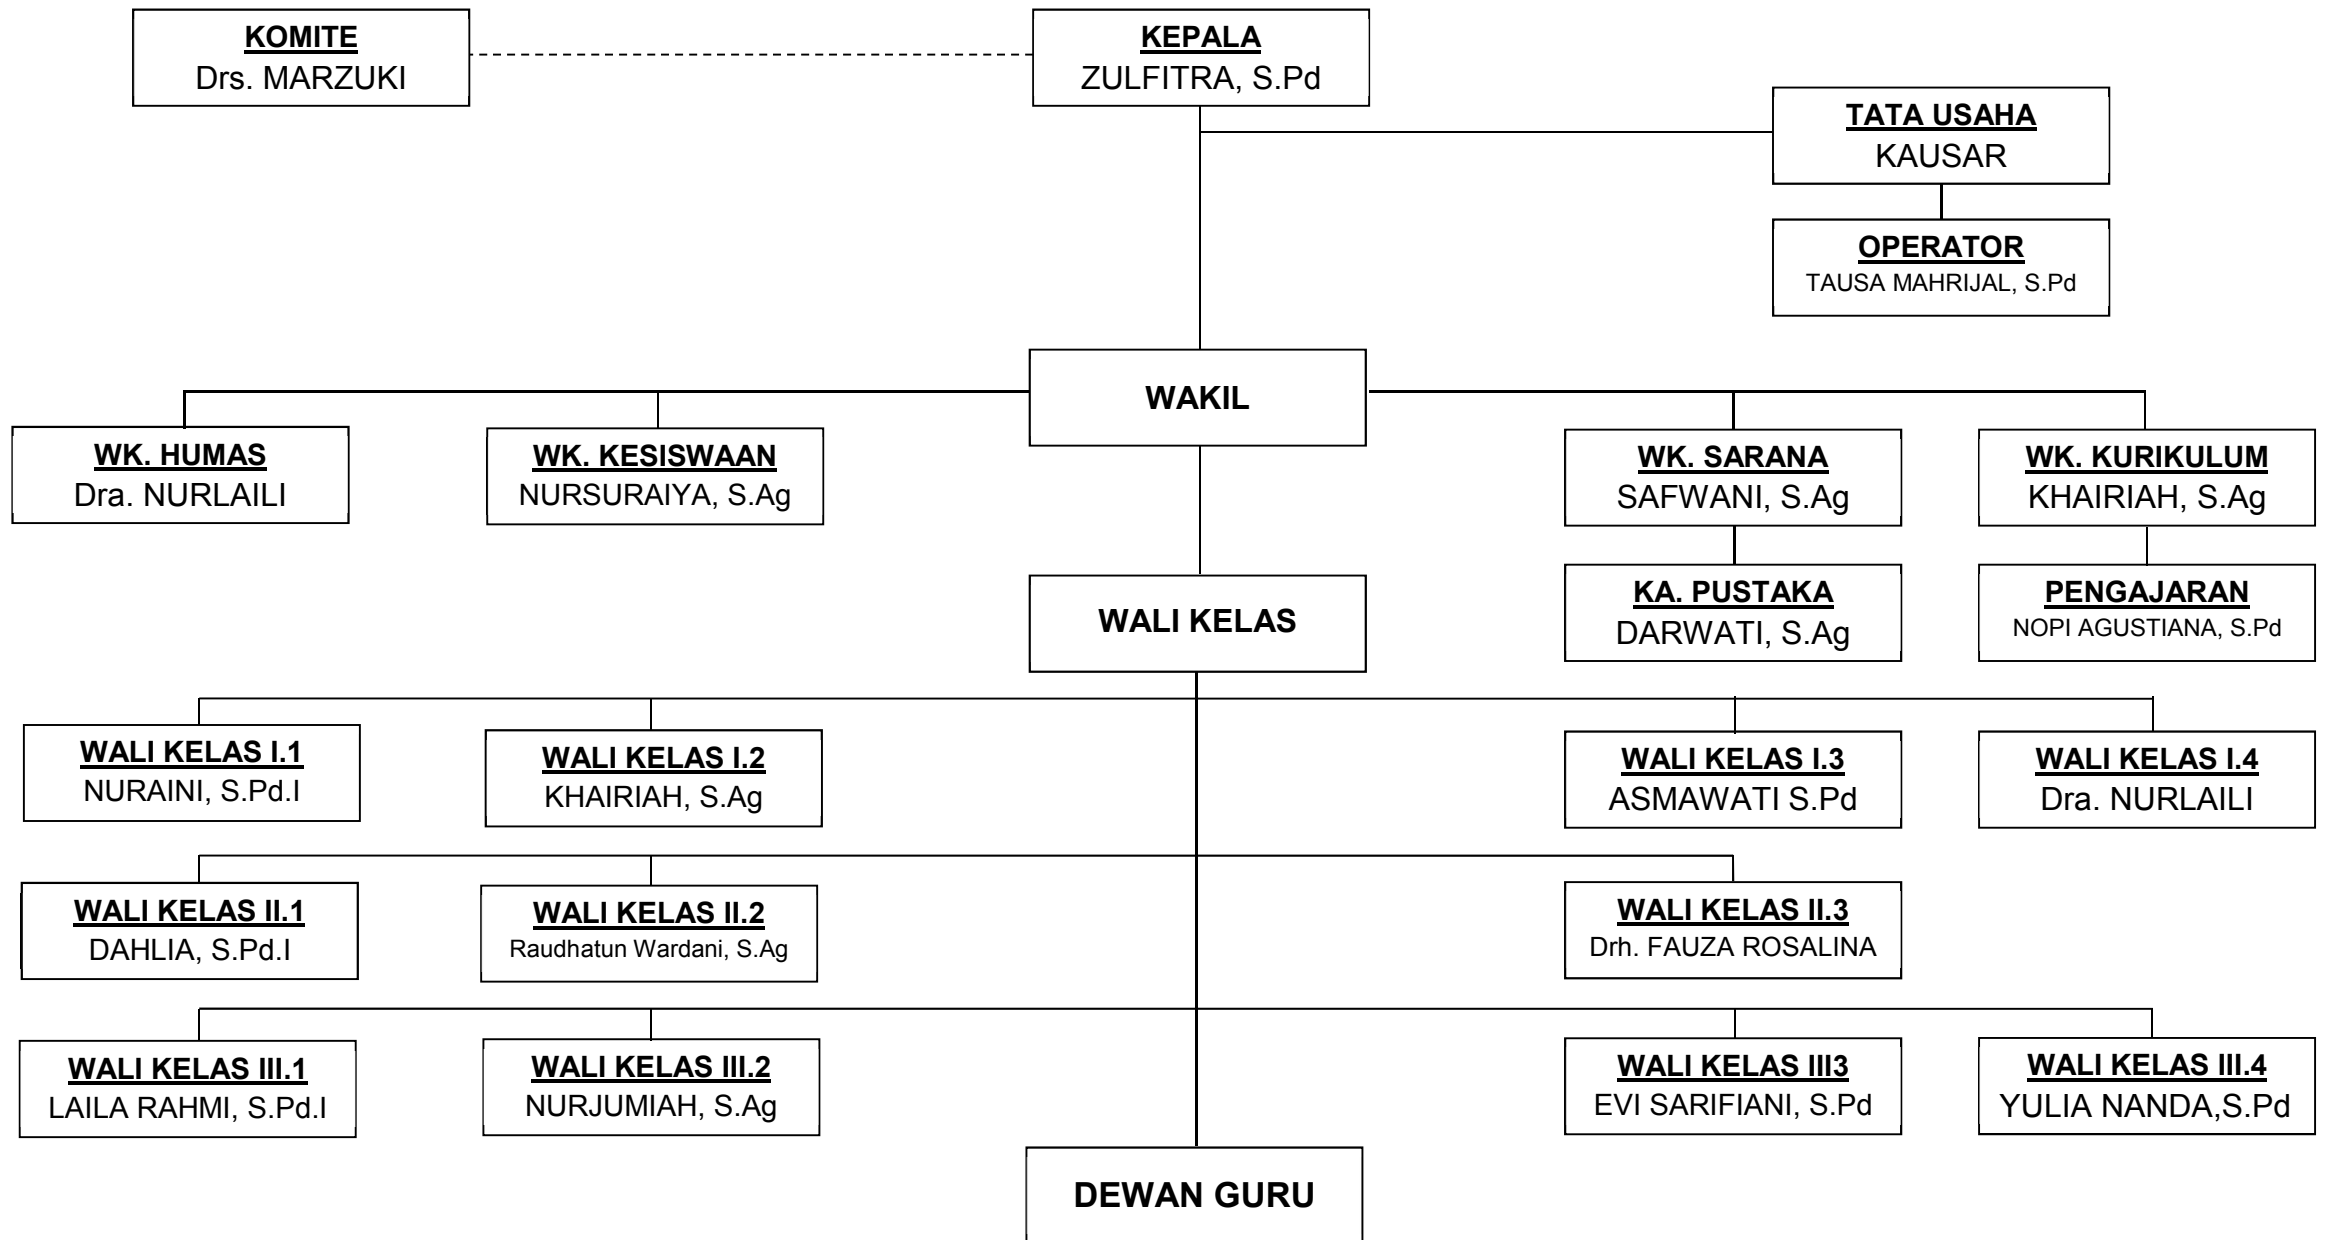 KOMITE
Drs. MARZUKI
KEPALA
ZULFITRA, S.Pd
TATA USAHA
KAUSAR
OPERATOR
TAUSA MAHRIJAL, S.Pd
WAKIL
WK. HUMAS
Dra. NURLAILI
WK. KESISWAAN
NURSURAIYA, S.Ag
WK. SARANA
SAFWANI, S.Ag
WK. KURIKULUM
KHAIRIAH, S.Ag
WALI KELAS
KA. PUSTAKA
DARWATI, S.Ag
PENGAJARAN
NOPI AGUSTIANA, S.Pd
WALI KELAS I.1
NURAINI, S.Pd.I
WALI KELAS I.2
KHAIRIAH, S.Ag
WALI KELAS I.3
ASMAWATI S.Pd
WALI KELAS I.4
Dra. NURLAILI
WALI KELAS II.1
DAHLIA, S.Pd.I
WALI KELAS II.2
Raudhatun Wardani, S.Ag
WALI KELAS II.3
Drh. FAUZA ROSALINA
WALI KELAS III.1
LAILA RAHMI, S.Pd.I
WALI KELAS III.2
NURJUMIAH, S.Ag
WALI KELAS III3
EVI SARIFIANI, S.Pd
WALI KELAS III.4
YULIA NANDA,S.Pd
DEWAN GURU